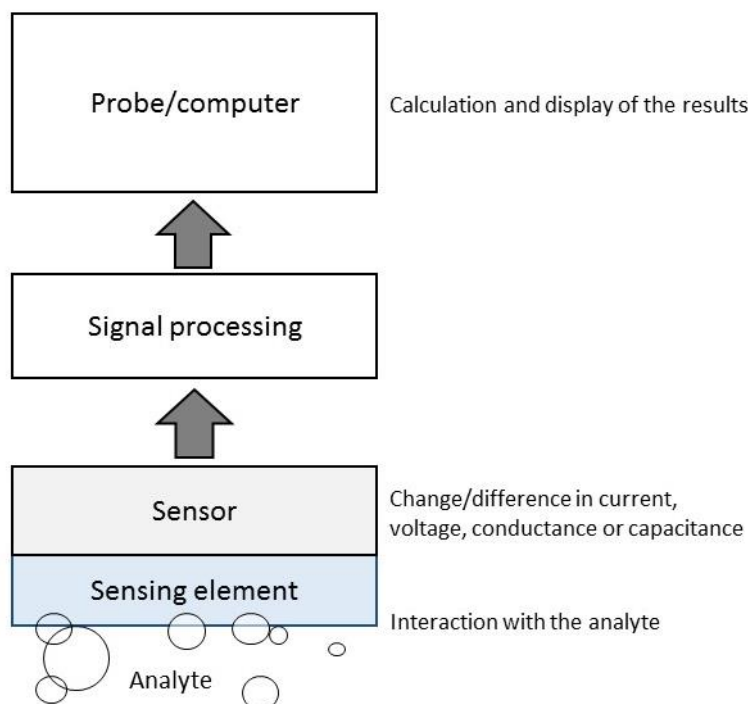 Probe/computer
Calculation and display of the results
Signal processing
Sensor
Change/difference in current,
voltage, conductance or capacitance
Sensing element
Interaction with the analyte
Analyte